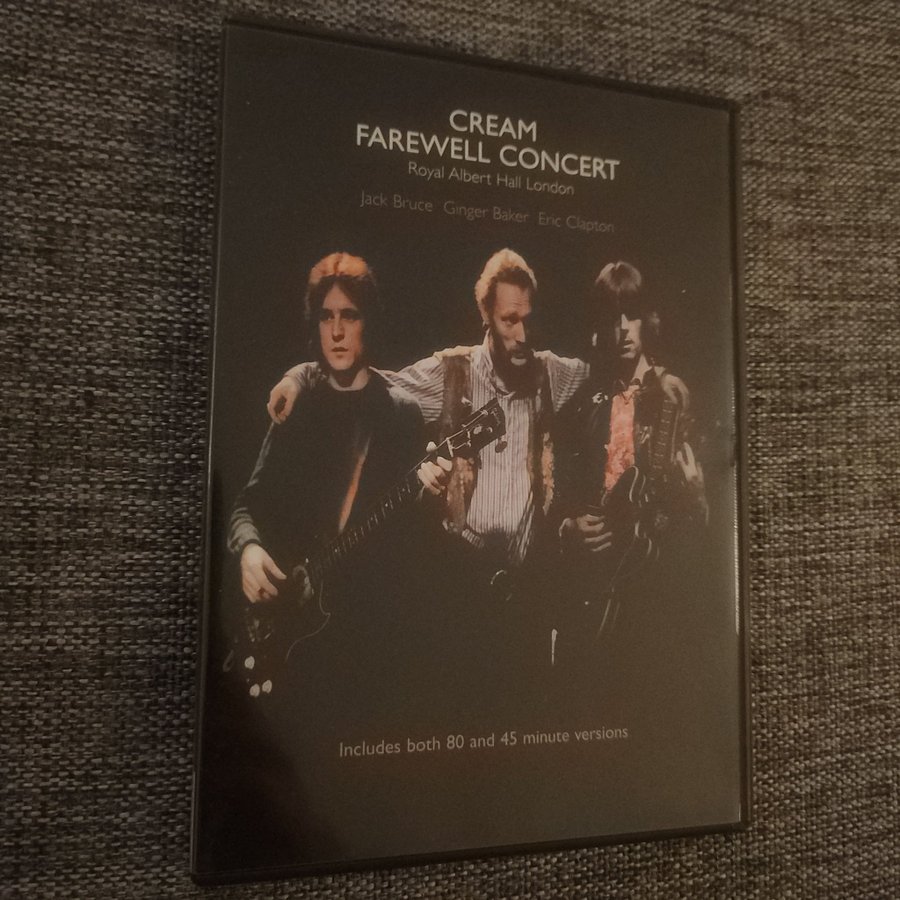 CREAM
FAREWELL CONCERT
Royal Albert Hall London
Jack Bruce Ginger Baker Eric Clapton
Includes both 80 and 45 minute versions